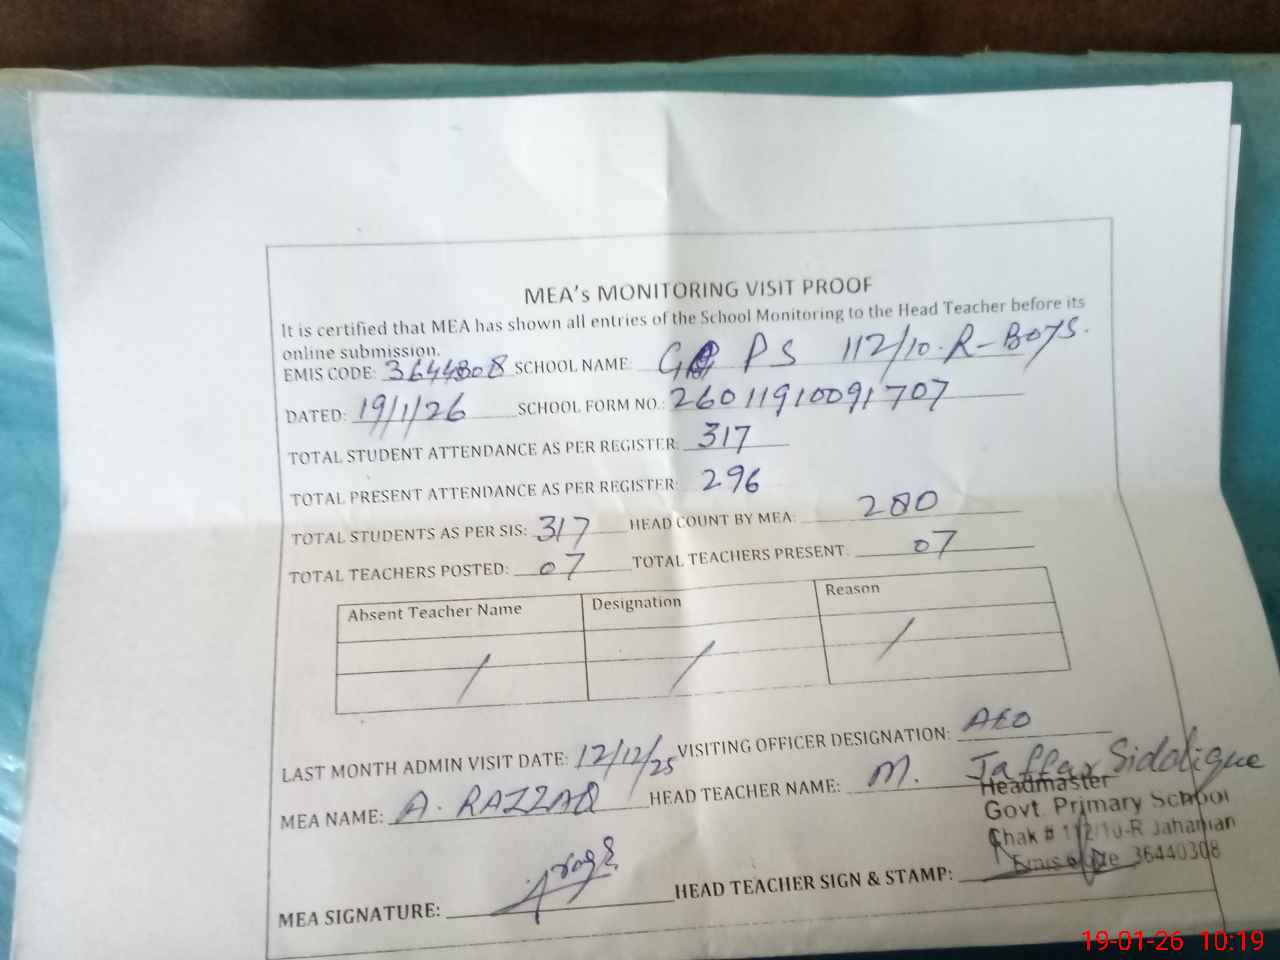 MEA's MONITORING VISIT PROOF
It is certified that MEA has shown all entries of the School Monitoring to the Head Teacher before its
online submission.
EMIS CODE: SCHOOL NAME: G PS 112/10-R-BOYS.
DATED: 19/1/26 SCHOOL FORM NO.: 26011910091707
TOTAL STUDENT ATTENDANCE AS PER REGISTER: 317
TOTAL PRESENT ATTENDANCE AS PER REGISTER: 296
TOTAL STUDENTS AS PER SIS: 317 HEAD COUNT BY MEA: 280
TOTAL TEACHERS POSTED: 07 TOTAL TEACHERS PRESENT: 07
Absent Teacher Name Designation Reason
/ / /
LAST MONTH ADMIN VISIT DATE: 12/12/25 VISITING OFFICER DESIGNATION: AEO
MEA NAME: A. RAZZAQ HEAD TEACHER NAME: M. Jaffar Siddique
Headmaster
Govt Primary School
Chak # 112/10-R Jahanian
36440308
MEA SIGNATURE: HEAD TEACHER SIGN & STAMP:
19-01-26 10:19